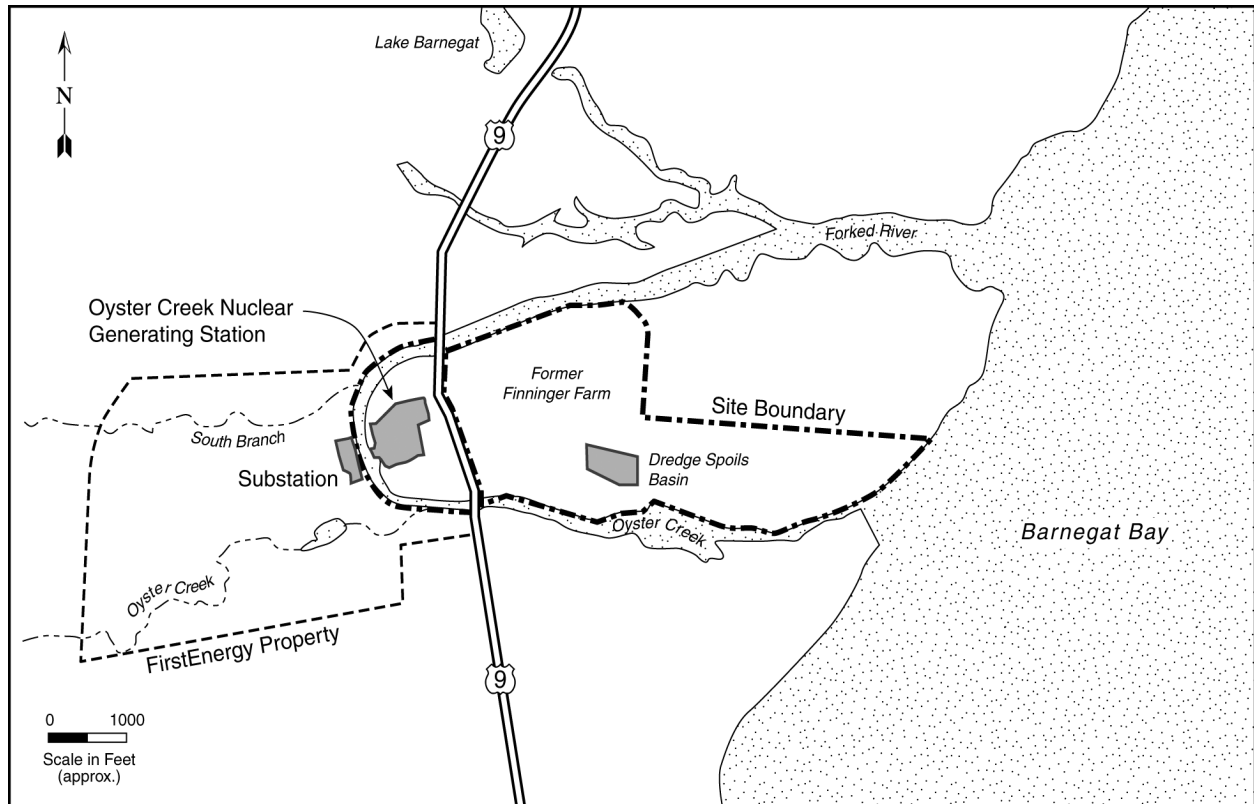 Lake Barnegat
N
9
Forked River
Oyster Creek Nuclear
Generating Station
Former
Finninger Farm
Site Boundary
South Branch
Substation
Dredge Spoils
Basin
Oyster Creek
Barnegat Bay
Oyster Creek
FirstEnergy Property
9
0 1000
Scale in Feet
(approx.)